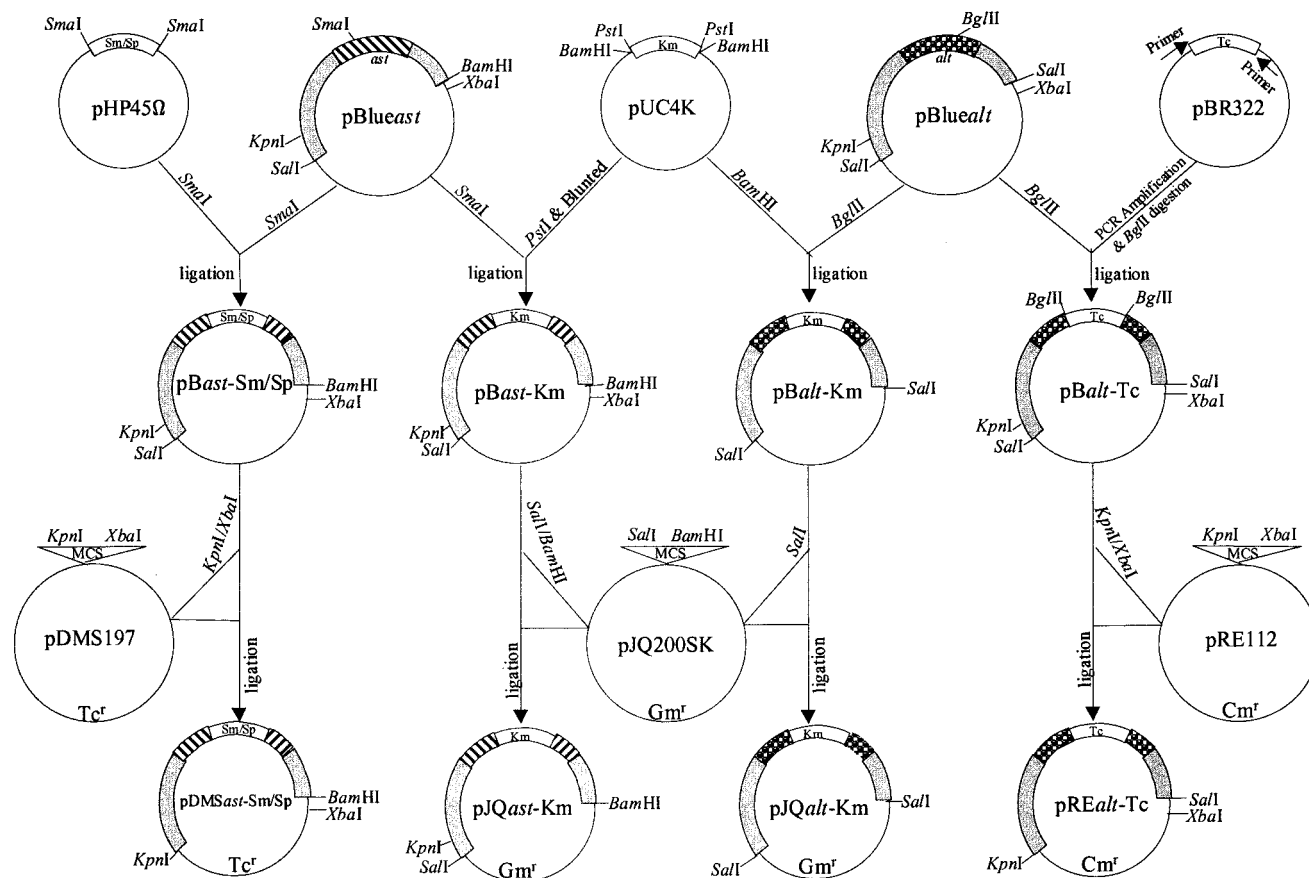 SmaI
SmaI
Sm/Sp
pHP45Ω
SmaI
ast
BamHI
XbaI
pBlueast
KpnI
SalI
PstI
BamHI
Km
PstI
BamHI
pUC4K
BglII
alt
SalI
XbaI
pBluealt
KpnI
SalI
Primer
Tc
Primer
pBR322
SmaI
SmaI
SmaI
PstI & Blunted
BamHI
BglII
BglII
PCR Amplification
& BglII digestion
ligation
ligation
ligation
ligation
Sm/Sp
pBast-Sm/Sp
BamHI
XbaI
KpnI
SalI
Km
pBast-Km
BamHI
XbaI
KpnI
SalI
Km
pBalt-Km
SalI
SalI
BglII
BglII
Tc
pBalt-Tc
SalI
XbaI
KpnI
SalI
KpnI XbaI
MCS
pDMS197
Tcr
KpnI/XbaI
ligation
SalI/BamHI
ligation
SalI BamHI
MCS
pJQ200SK
Gmr
SalI
ligation
KpnI/XbaI
ligation
KpnI XbaI
MCS
pRE112
Cmr
Sm/Sp
pDMSast-Sm/Sp
BamHI
XbaI
KpnI
Tcr
Km
pJQast-Km
BamHI
KpnI
SalI
Gmr
Km
pJQalt-Km
SalI
SalI
Gmr
Tc
pREalt-Tc
SalI
XbaI
KpnI
Cmr